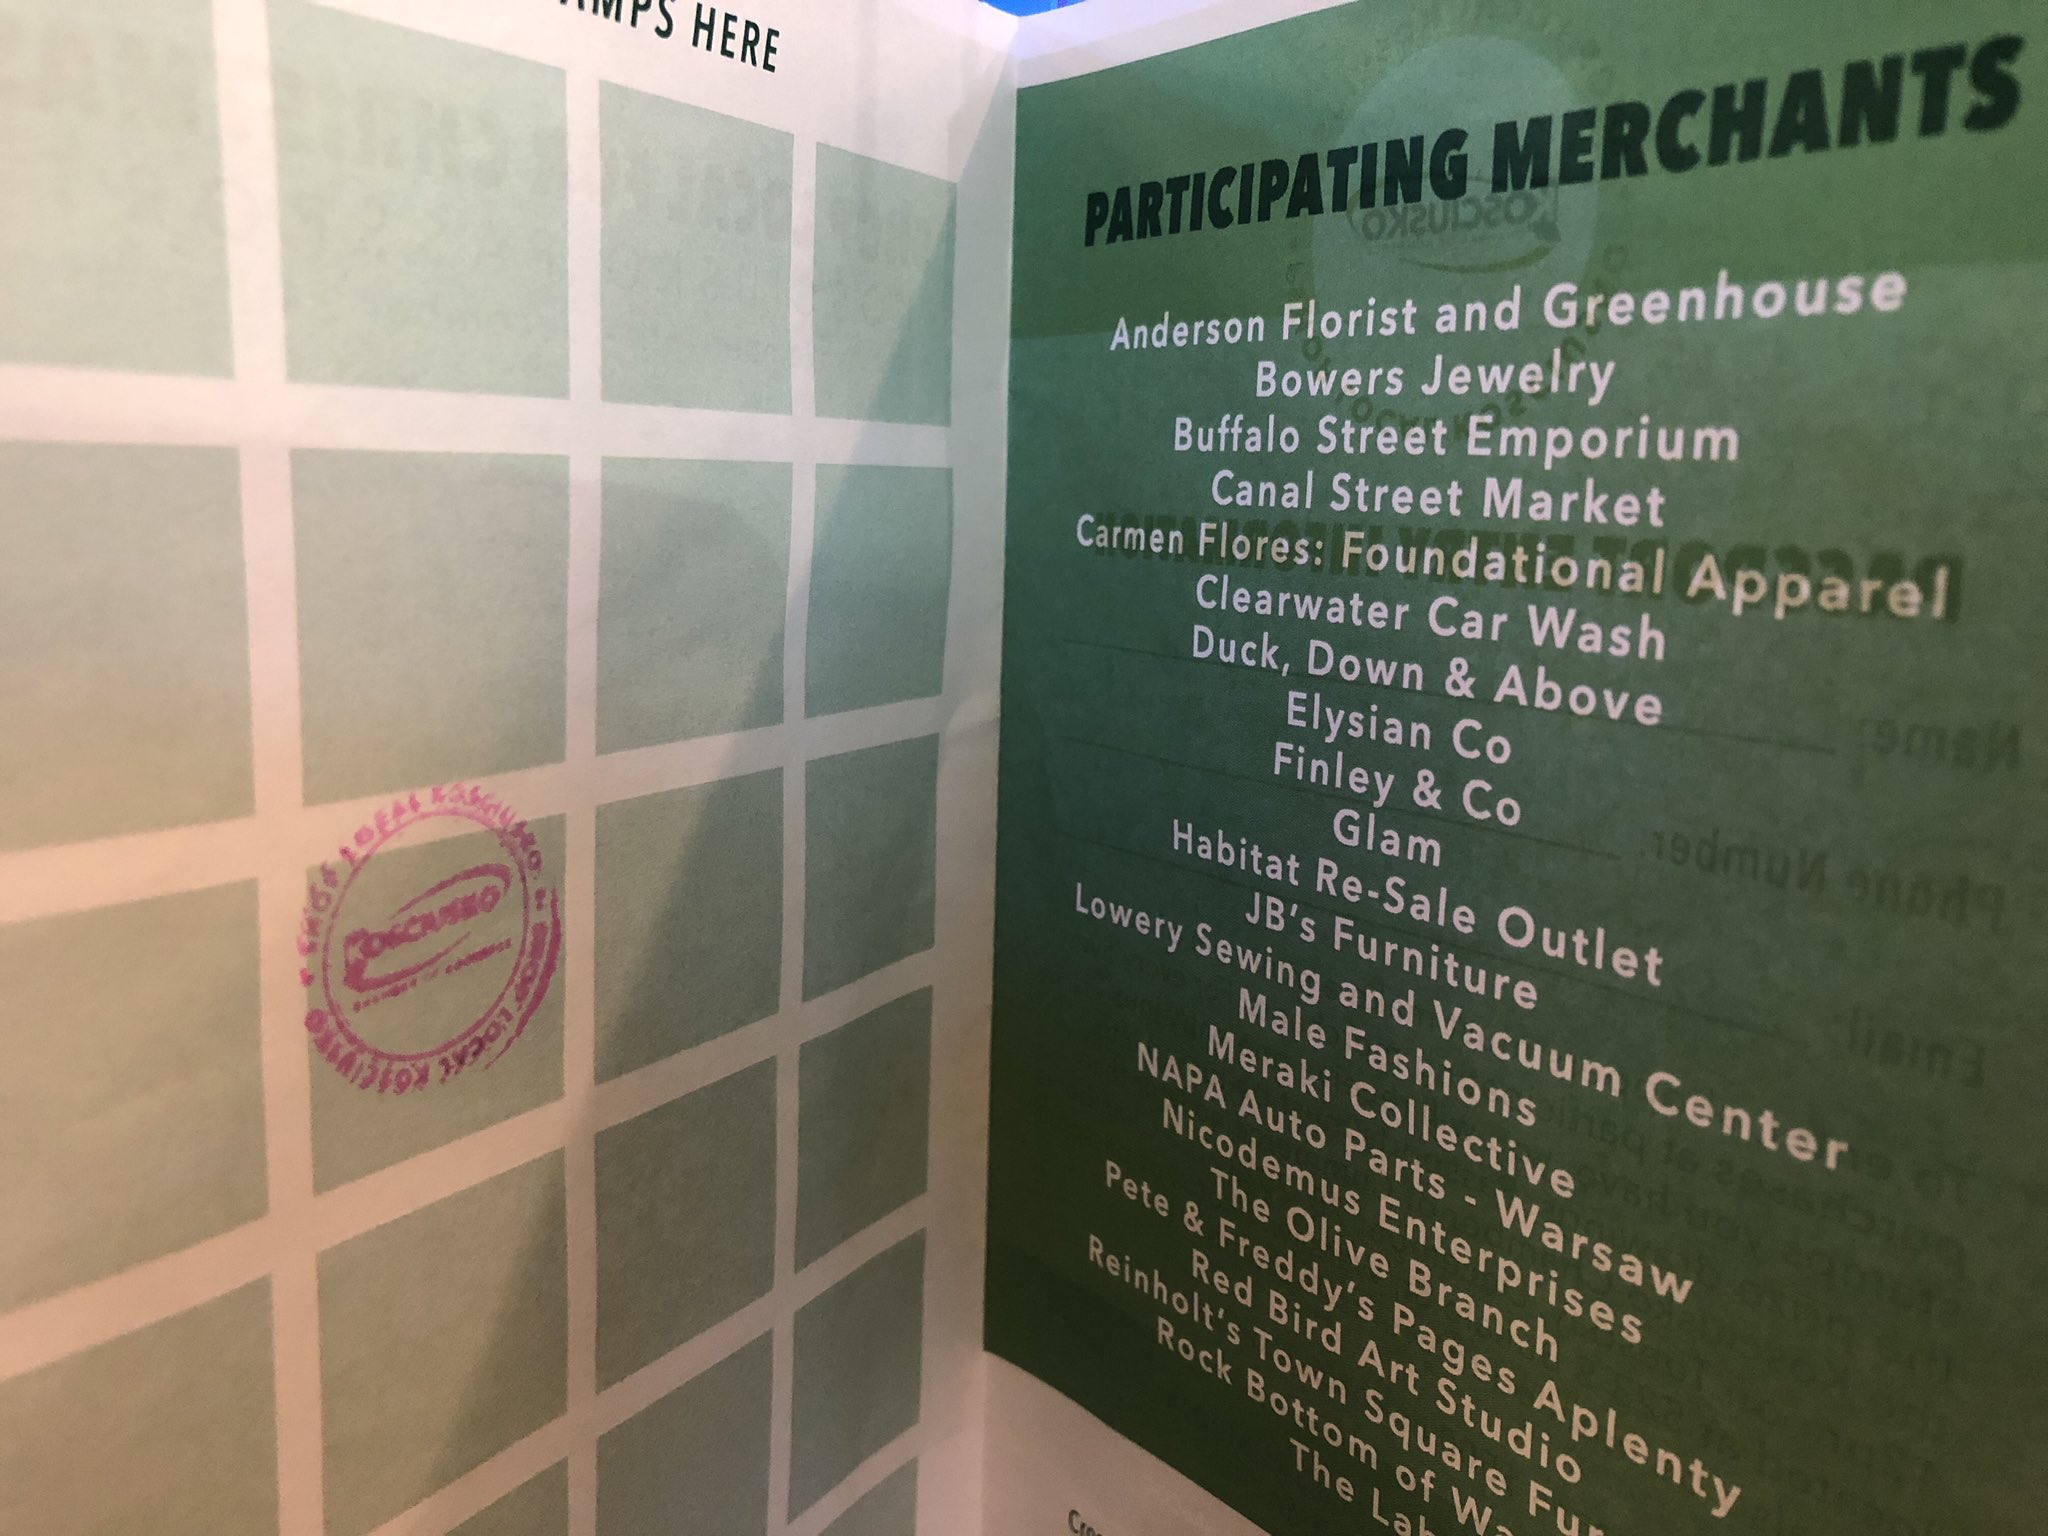 HERE
KOSCIUSKO
PARTICIPATING MERCHANTS
Anderson Florist and Greenhouse
Bowers Jewelry
Buffalo Street Emporium
Canal Street Market
Carmen Flores: Foundational Apparel
Clearwater Car Wash
Duck, Down & Above
Elysian Co
Finley & Co
Glam
Habitat Re-Sale Outlet
JB's Furniture
Lowery Sewing and Vacuum Center
Male Fashions
Meraki Collective
NAPA Auto Parts - Warsaw
Nicodemus Enterprises
The Olive Branch
Pete & Freddy's Pages Aplenty
Red Bird Art Studio
Reinholt's Town Square
Rock Bottom of
The